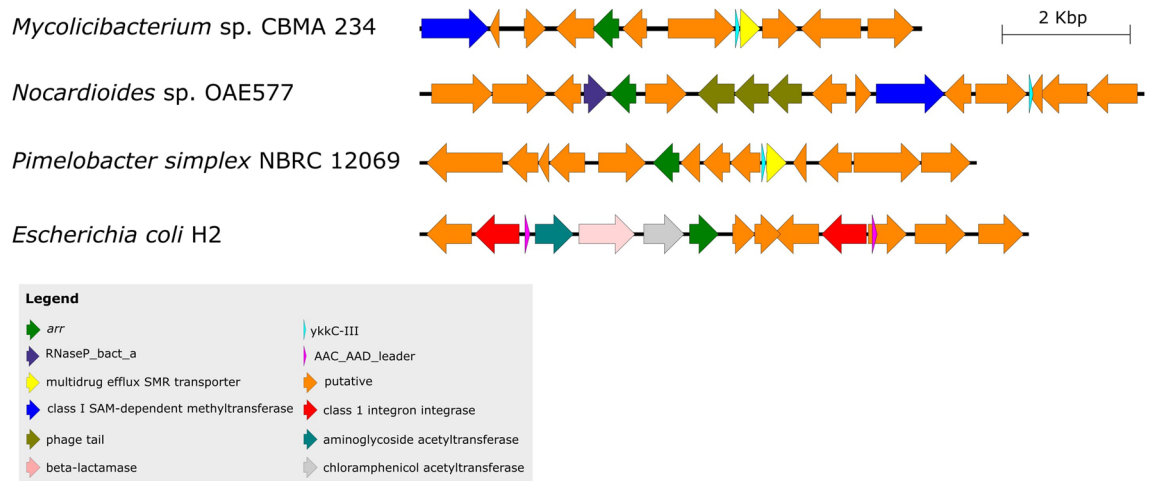 Mycolicibacterium sp. CBMA 234
2 Kbp
Nocardioides sp. OAE577
Pimelobacter simplex NBRC 12069
Escherichia coli H2
Legend
arr
ykkC-III
RNaseP_bact_a
AAC_AAD_leader
multidrug efflux SMR transporter
putative
class I SAM-dependent methyltransferase
class 1 integron integrase
phage tail
aminoglycoside acetyltransferase
beta-lactamase
chloramphenicol acetyltransferase